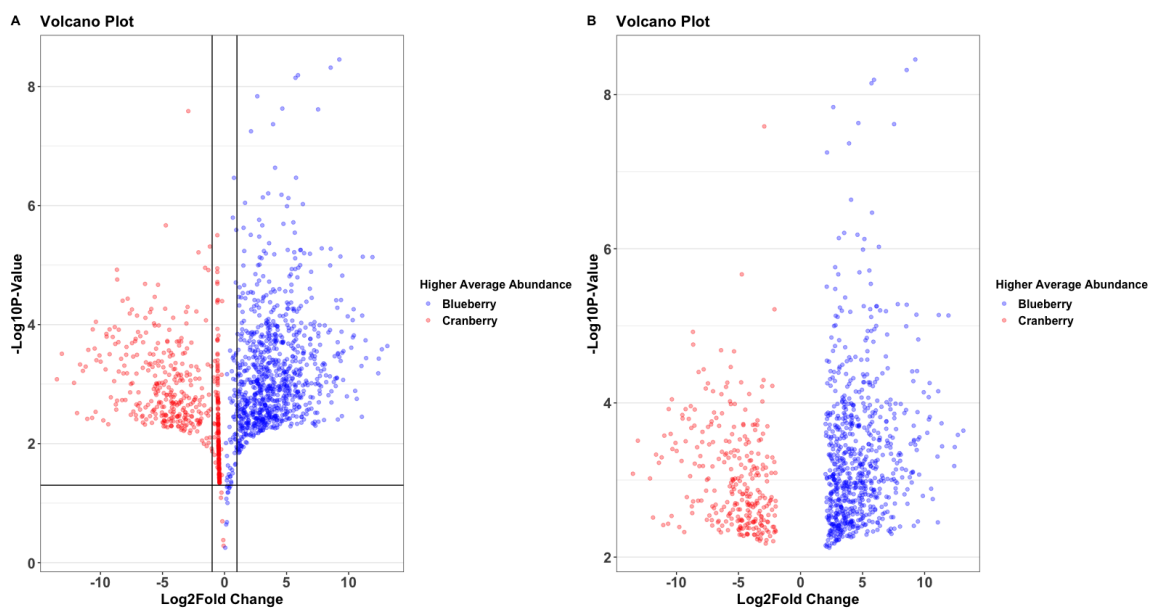 A Volcano Plot
-Log10P-Value
8
6
4
2
0
-10 -5 0 5 10
Log2Fold Change
Higher Average Abundance
Blueberry
Cranberry
B Volcano Plot
-Log10P-Value
8
6
4
2
-10 -5 0 5 10
Log2Fold Change
Higher Average Abundance
Blueberry
Cranberry